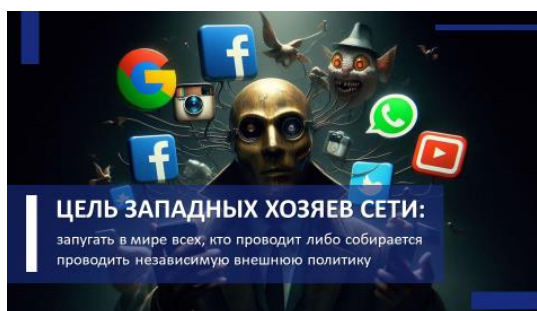 ЦЕЛЬ ЗАПАДНЫХ ХОЗЯЕВ СЕТИ:
запугать в мире всех, кто проводит либо собирается
проводить независимую внешнюю политику